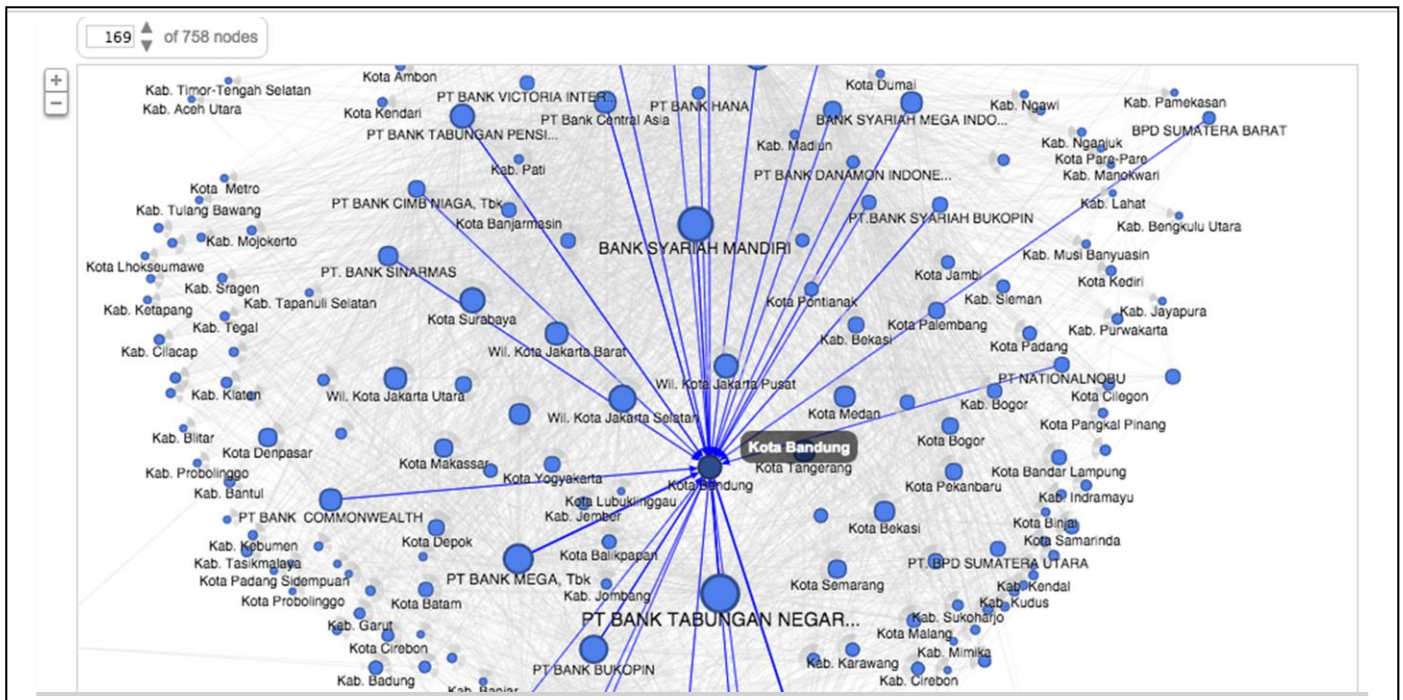 169 of 758 nodes
+
−
Kota Ambon
Kota Dumai
Kab. Timor-Tengah Selatan
PT BANK VICTORIA INTER...
PT BANK HANA
Kab. Ngawi
Kab. Pamekasan
Kab. Aceh Utara
Kota Kendari
PT Bank Central Asia
BANK SYARIAH MEGA INDO...
PT BANK TABUNGAN PENSI...
BPD SUMATERA BARAT
Kab. Madiun
Kab. Nganjuk
Kab. Pati
Kota Pare-Pare
PT BANK DANAMON INDONE...
Kab. Manokwari
Kota Metro
PT BANK CIMB NIAGA, Tbk
Kab. Lahat
Kab. Tulang Bawang
Kota Banjarmasin
PT.BANK SYARIAH BUKOPIN
Kab. Bengkulu Utara
Kab. Mojokerto
BANK SYARIAH MANDIRI
Kab. Musi Banyuasin
Kota Lhokseumawe
PT. BANK SINARMAS
Kota Jambi
Kota Kediri
Kab. Sragen
Kab. Tapanuli Selatan
Kota Pontianak
Kab. Sleman
Kab. Ketapang
Kab. Jayapura
Kab. Tegal
Kota Surabaya
Kota Palembang
Kab. Purwakarta
Kab. Bekasi
Kota Padang
Kab. Cilacap
Wil. Kota Jakarta Barat
Wil. Kota Jakarta Pusat
PT NATIONALNOBU
Kab. Klaten
Wil. Kota Jakarta Utara
Kota Cilegon
Kab. Bogor
Wil. Kota Jakarta Selatan
Kota Medan
Kota Pangkal Pinang
Kab. Blitar
Kota Bogor
Kota Bandung
Kota Denpasar
Kota Makassar
Kota Tangerang
Kab. Probolinggo
Kota Yogyakarta
Kota Bandung
Kota Pekanbaru
Kota Bandar Lampung
Kab. Bantul
Kota Lubuklinggau
Kab. Indramayu
PT BANK COMMONWEALTH
Kab. Jember
Kota Bekasi
Kota Binjai
Kota Depok
Kota Samarinda
Kab. Kebumen
Kota Balikpapan
Kab. Tasikmalaya
PT. BPD SUMATERA UTARA
Kota Padang Sidempuan
PT BANK MEGA, Tbk
Kota Semarang
Kab. Kendal
Kota Probolinggo
Kota Batam
Kab. Jombang
Kab. Kudus
Kab. Garut
PT BANK TABUNGAN NEGAR...
Kab. Sukoharjo
Kota Malang
Kota Cirebon
Kab. Mimika
PT BANK BUKOPIN
Kab. Karawang
Kab. Badung
Kab. Cirebon
Kab. Banjar